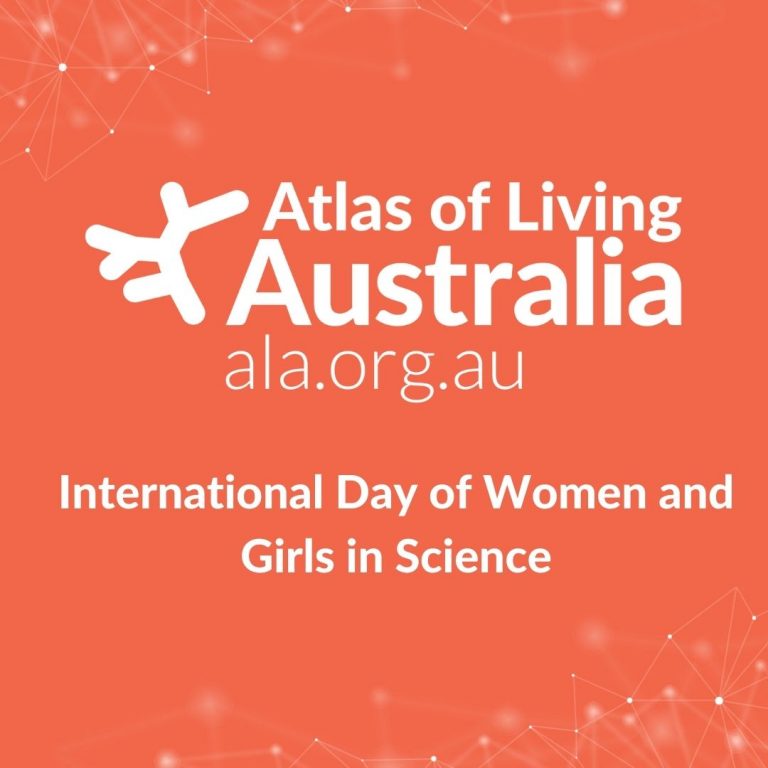 Atlas of Living
Australia
ala.org.au
International Day of Women and
Girls in Science